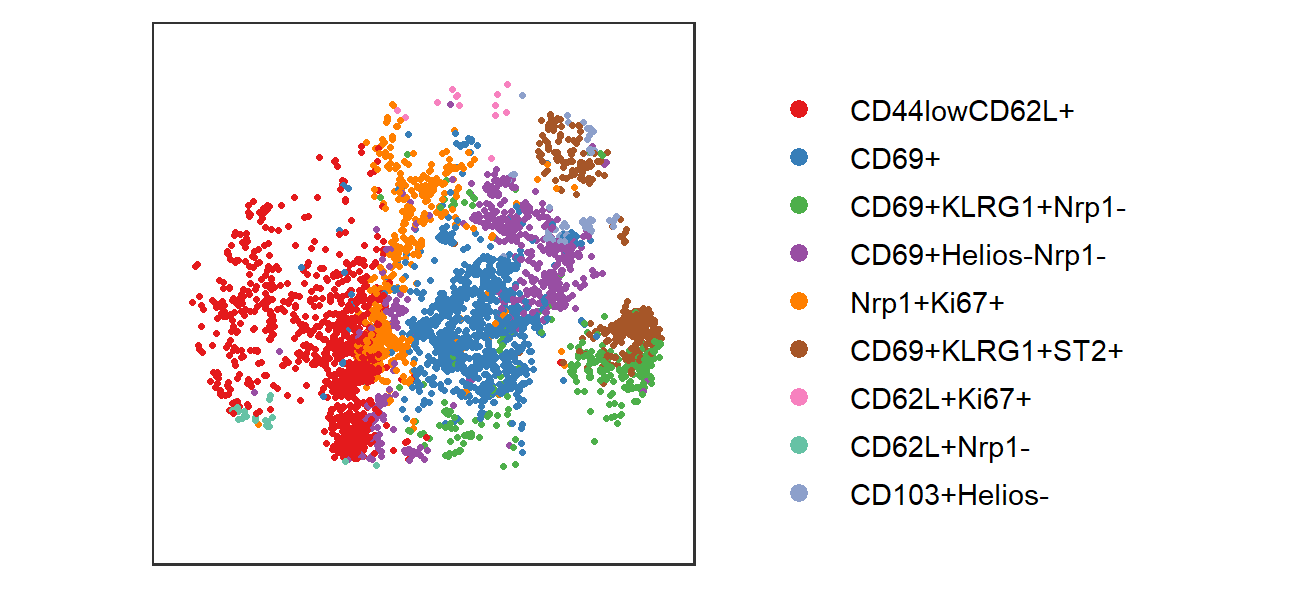 CD44lowCD62L+
CD69+
CD69+KLRG1+Nrp1-
CD69+Helios-Nrp1-
Nrp1+Ki67+
CD69+KLRG1+ST2+
CD62L+Ki67+
CD62L+Nrp1-
CD103+Helios-